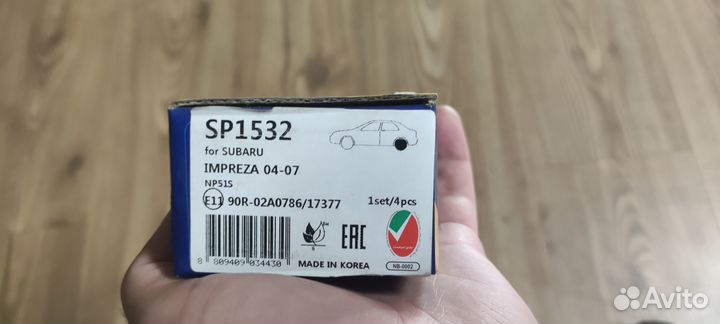 SP1532
for SUBARU
IMPREZA 04-07
NP51S
E11 90R-02A0786/17377
1set/4pcs
EAC
8 809409 034430
MADE IN KOREA
NB-0002
Avito